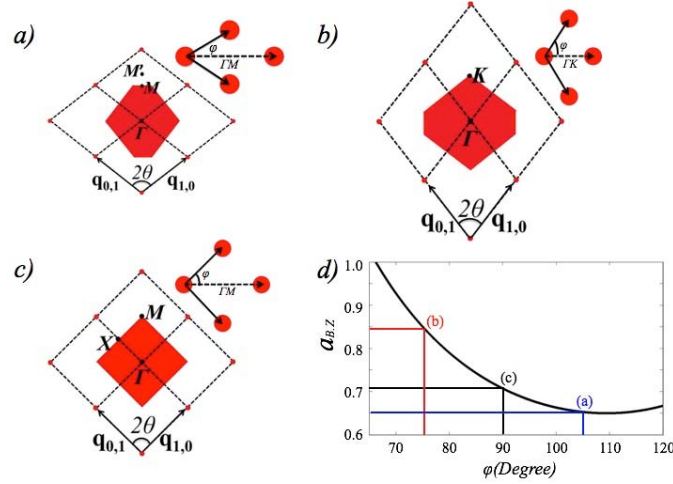 a)
φ
ΓM
M'
M
Γ
2θ
q0,1
q1,0
b)
φ
ΓK
K
Γ
2θ
q0,1
q1,0
c)
φ
ΓM
M
X
Γ
2θ
q0,1
q1,0
d)
1.0
0.9
0.8
0.7
0.6
aB.Z
(b)
(c)
(a)
70 80 90 100 110 120
φ(Degree)